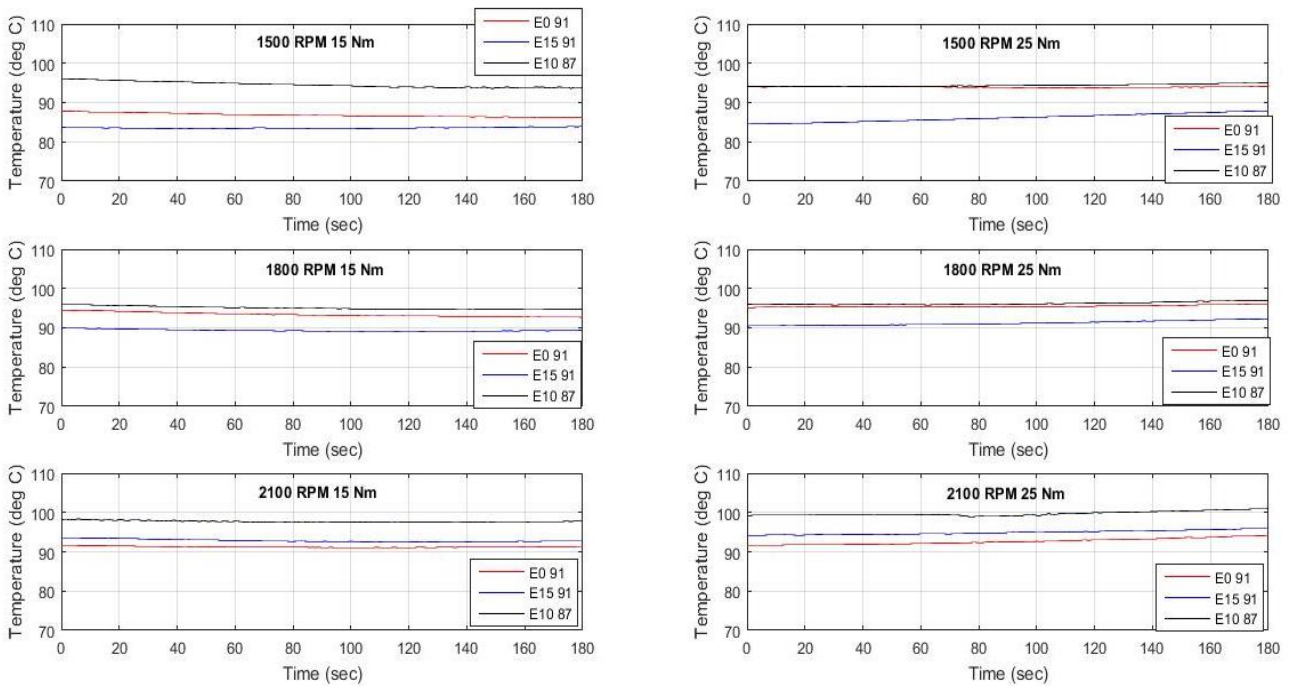 1500 RPM 15 Nm
E0 91
E15 91
E10 87
Temperature (deg C)
110
100
90
80
70
0 20 40 60 80 100 120 140 160 180
Time (sec)
1500 RPM 25 Nm
E0 91
E15 91
E10 87
Temperature (deg C)
110
100
90
80
70
0 20 40 60 80 100 120 140 160 180
Time (sec)
1800 RPM 15 Nm
E0 91
E15 91
E10 87
Temperature (deg C)
110
100
90
80
70
0 20 40 60 80 100 120 140 160 180
Time (sec)
1800 RPM 25 Nm
E0 91
E15 91
E10 87
Temperature (deg C)
110
100
90
80
70
0 20 40 60 80 100 120 140 160 180
Time (sec)
2100 RPM 15 Nm
E0 91
E15 91
E10 87
Temperature (deg C)
110
100
90
80
70
0 20 40 60 80 100 120 140 160 180
Time (sec)
2100 RPM 25 Nm
E0 91
E15 91
E10 87
Temperature (deg C)
110
100
90
80
70
0 20 40 60 80 100 120 140 160 180
Time (sec)